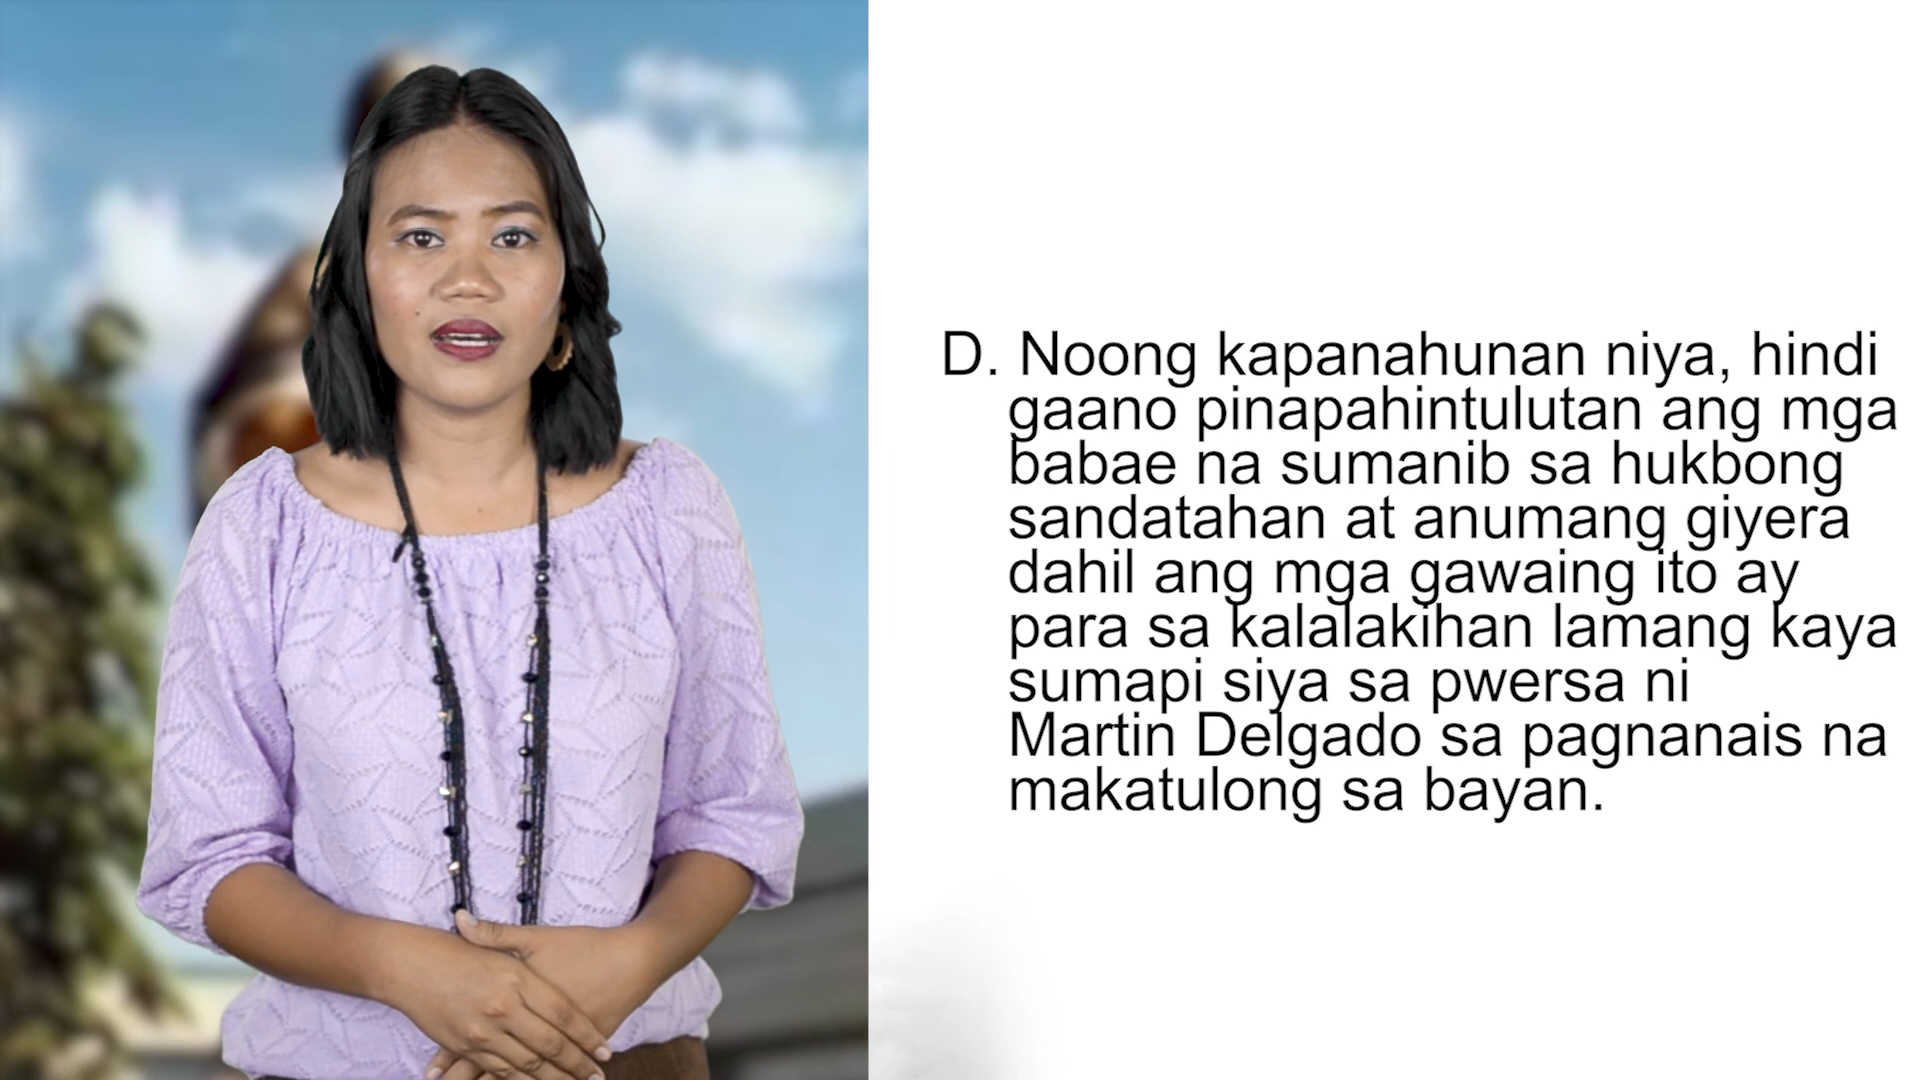 D. Noong kapanahunan niya, hindi
gaano pinapahintulutan ang mga
babae na sumanib sa hukbong
sandatahan at anumang giyera
dahil ang mga gawaing ito ay
para sa kalalakihan lamang kaya
sumapi siya sa pwersa ni
Martin Delgado sa pagnanais na
makatulong sa bayan.